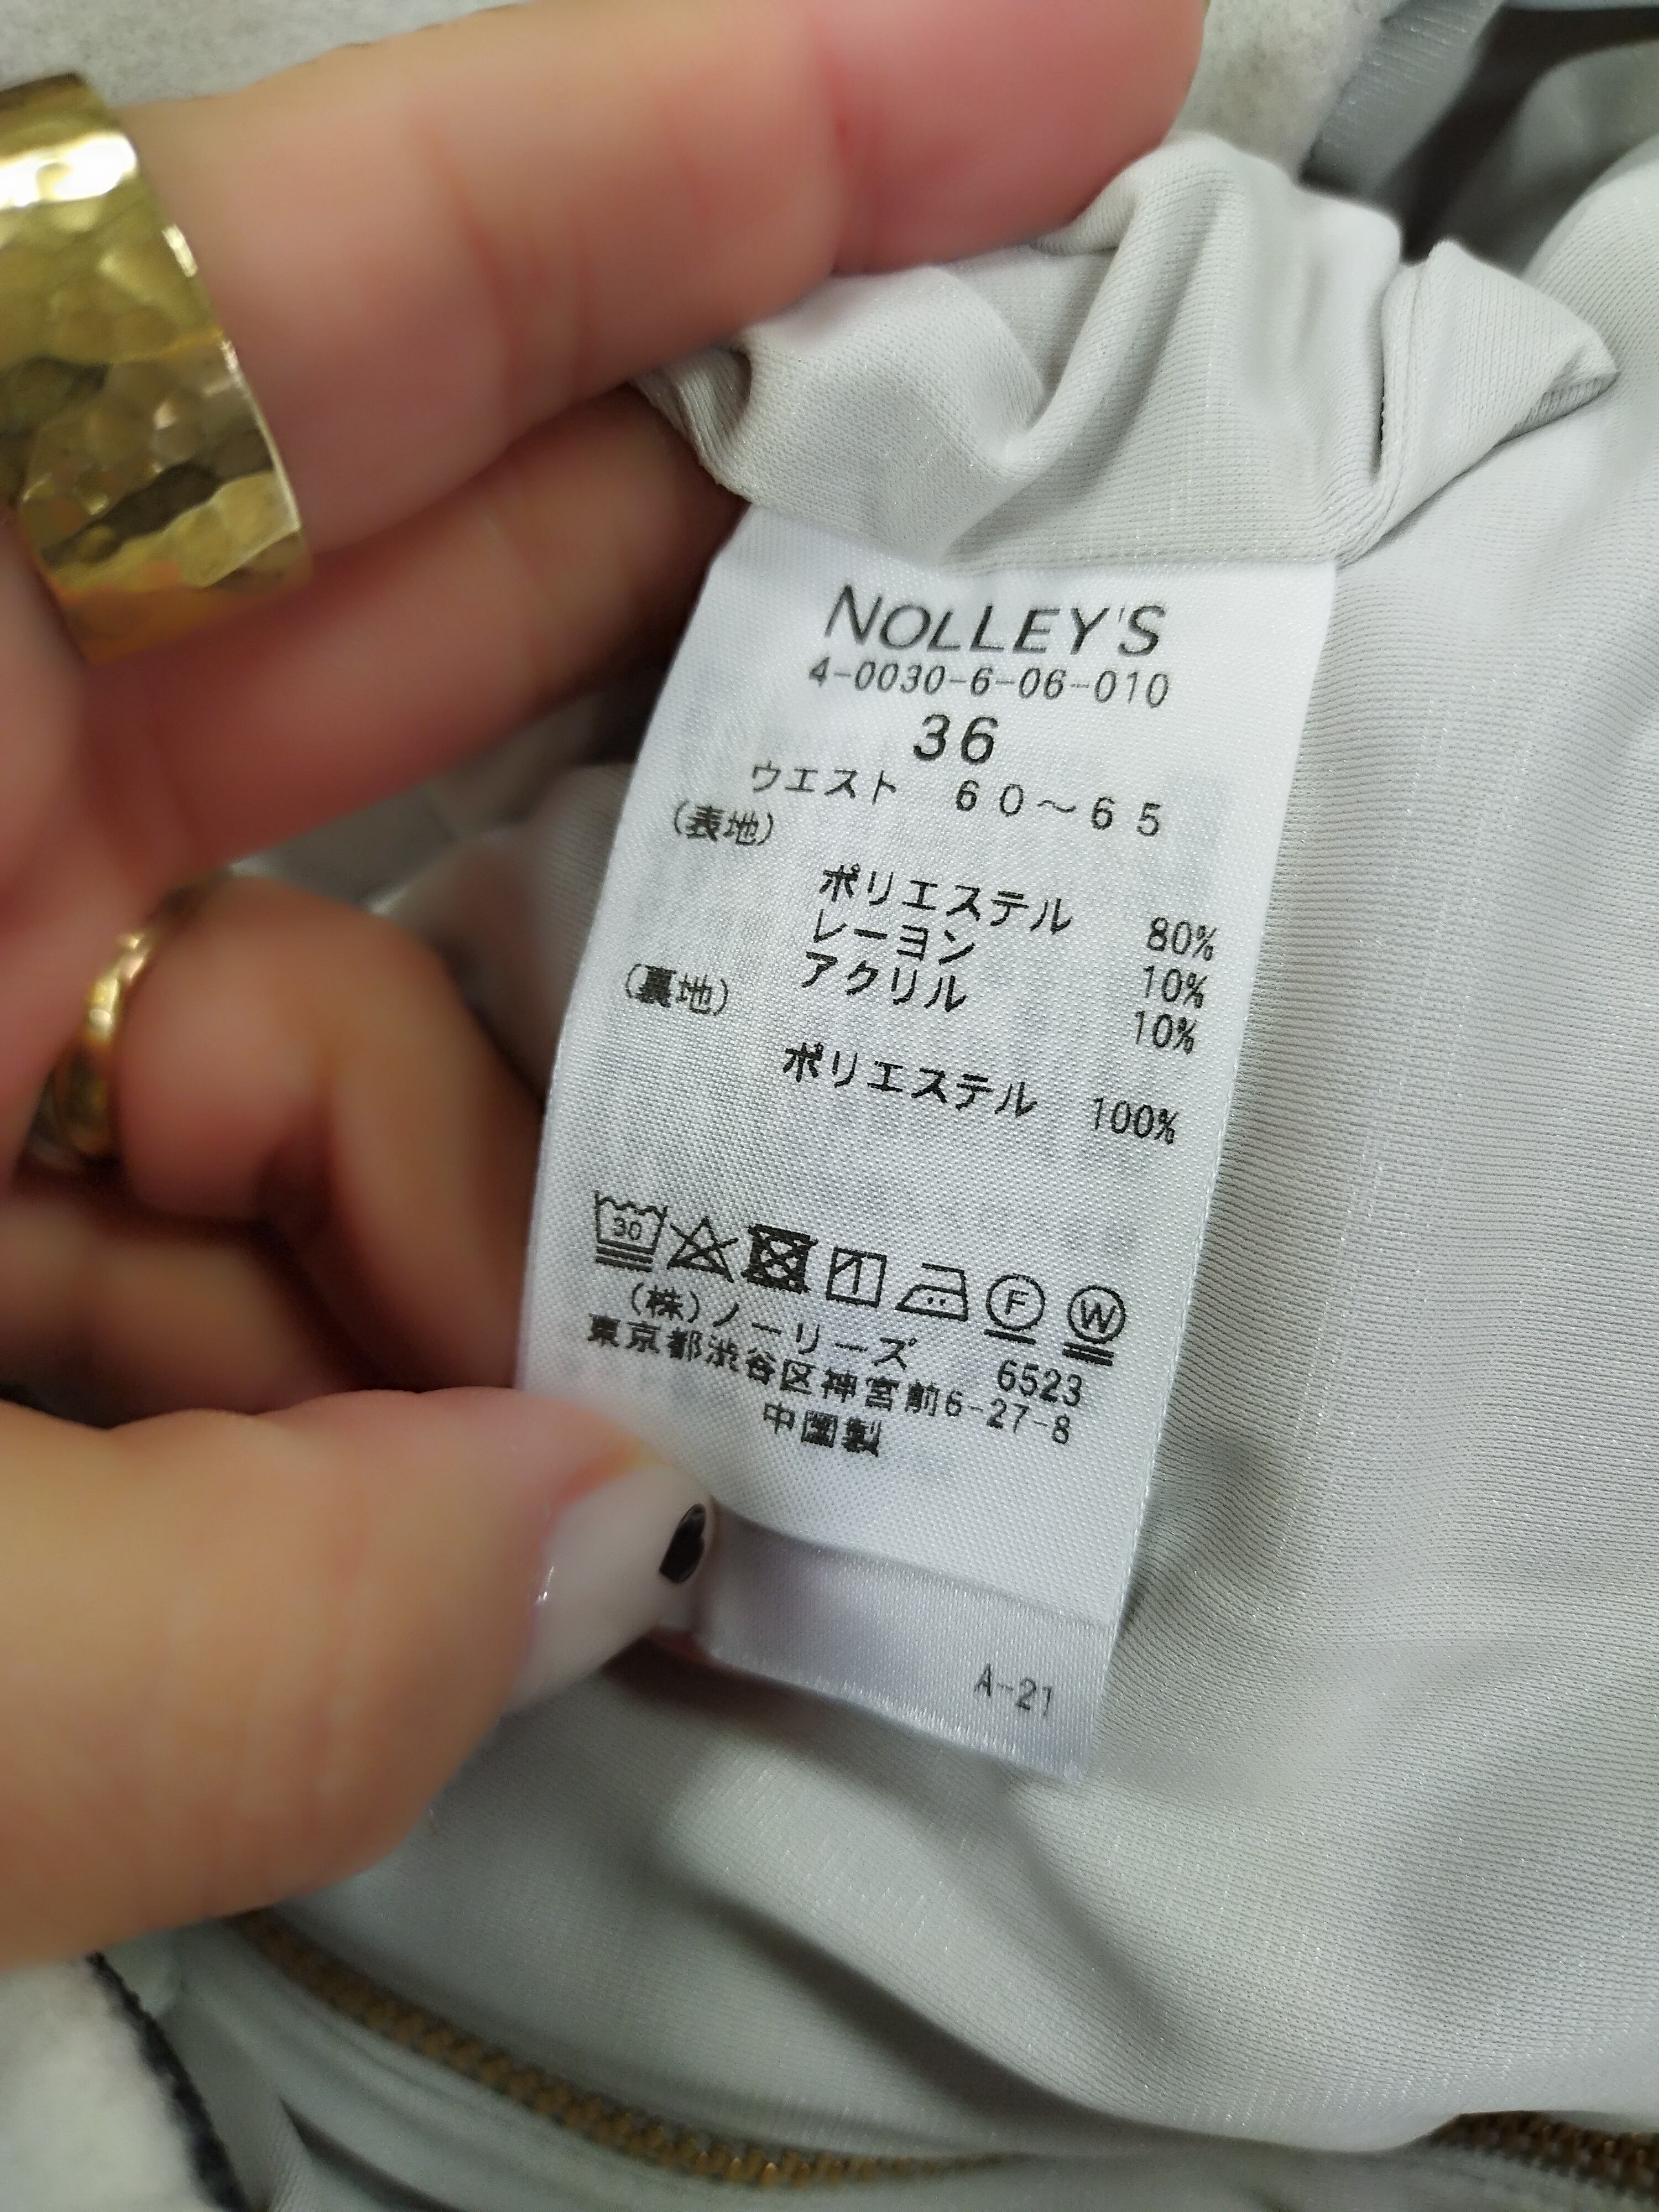 NOLLEY'S
4-0030-6-06-010
36
ウエスト 60〜65
(表地)
ポリエステル 80%
レーヨン 10%
アクリル 10%
(裏地)
ポリエステル 100%
30
F W
(株)ノーリーズ 6523
東京都渋谷区神宮前6-27-8
中国製
A-21